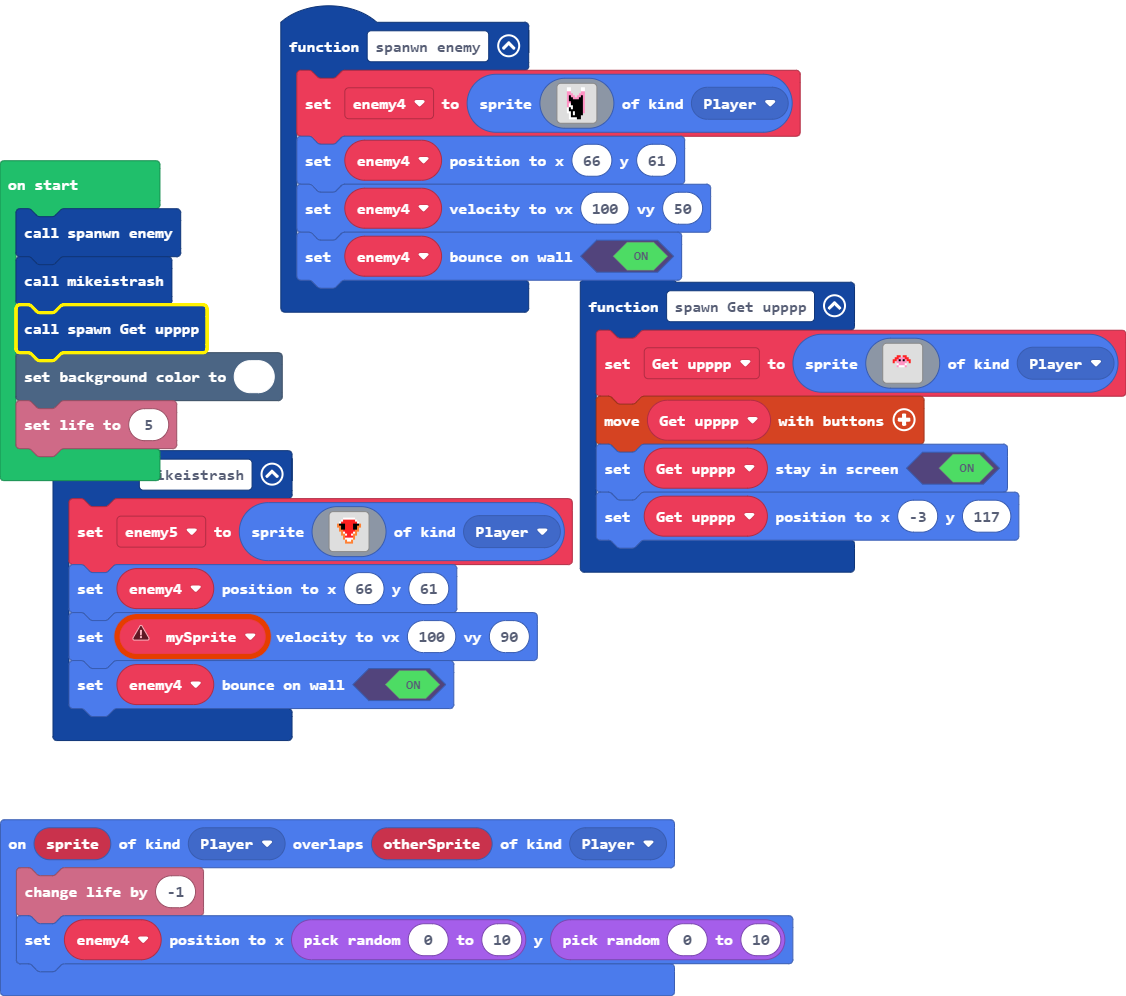 function spanwn enemy
set enemy4 to sprite of kind Player
set enemy4 position to x 66 y 61
set enemy4 velocity to vx 100 vy 50
set enemy4 bounce on wall ON
on start
call spanwn enemy
call mikeistrash
call spawn Get upppp
set background color to
set life to 5
function spawn Get upppp
set Get upppp to sprite of kind Player
move Get upppp with buttons
set Get upppp stay in screen ON
set Get upppp position to x -3 y 117
ikeistrash
set enemy5 to sprite of kind Player
set enemy4 position to x 66 y 61
set mySprite velocity to vx 100 vy 90
set enemy4 bounce on wall ON
on sprite of kind Player overlaps otherSprite of kind Player
change life by -1
set enemy4 position to x pick random 0 to 10 y pick random 0 to 10